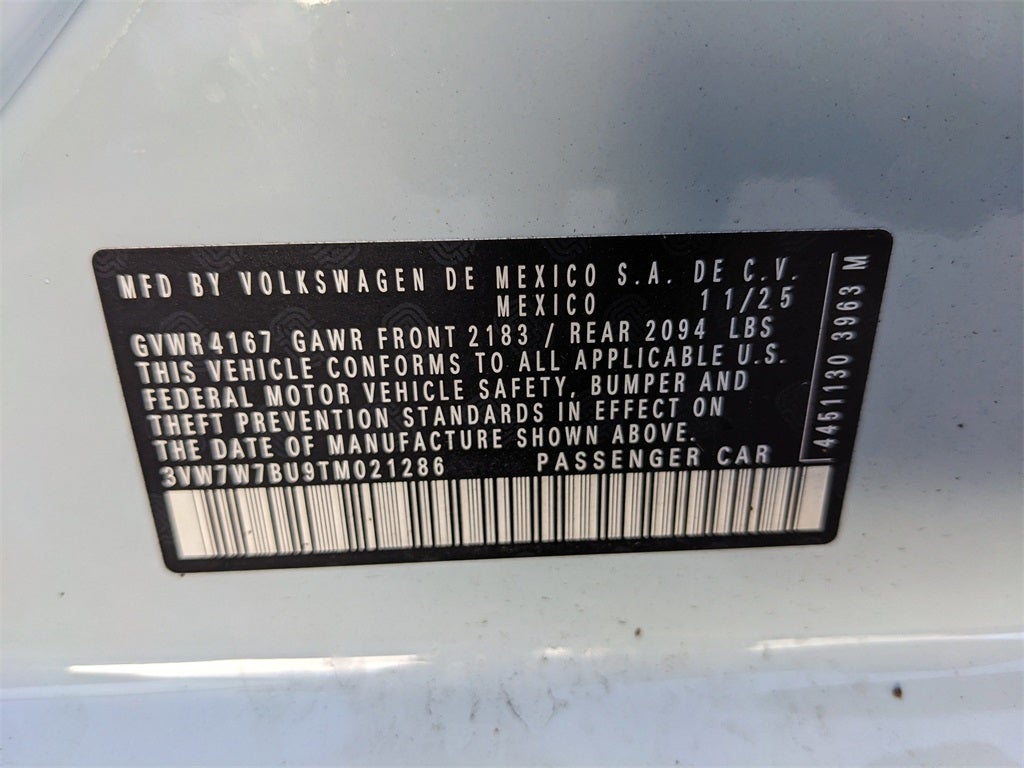 MFD BY VOLKSWAGEN DE MEXICO S.A. DE C.V.
MEXICO 11/25
GVWR 4167 GAWR FRONT 2183 / REAR 2094 LBS
THIS VEHICLE CONFORMS TO ALL APPLICABLE U.S.
FEDERAL MOTOR VEHICLE SAFETY, BUMPER AND
THEFT PREVENTION STANDARDS IN EFFECT ON
THE DATE OF MANUFACTURE SHOWN ABOVE.
3VW7W7BU9TM021286 PASSENGER CAR
4451130 3963 M